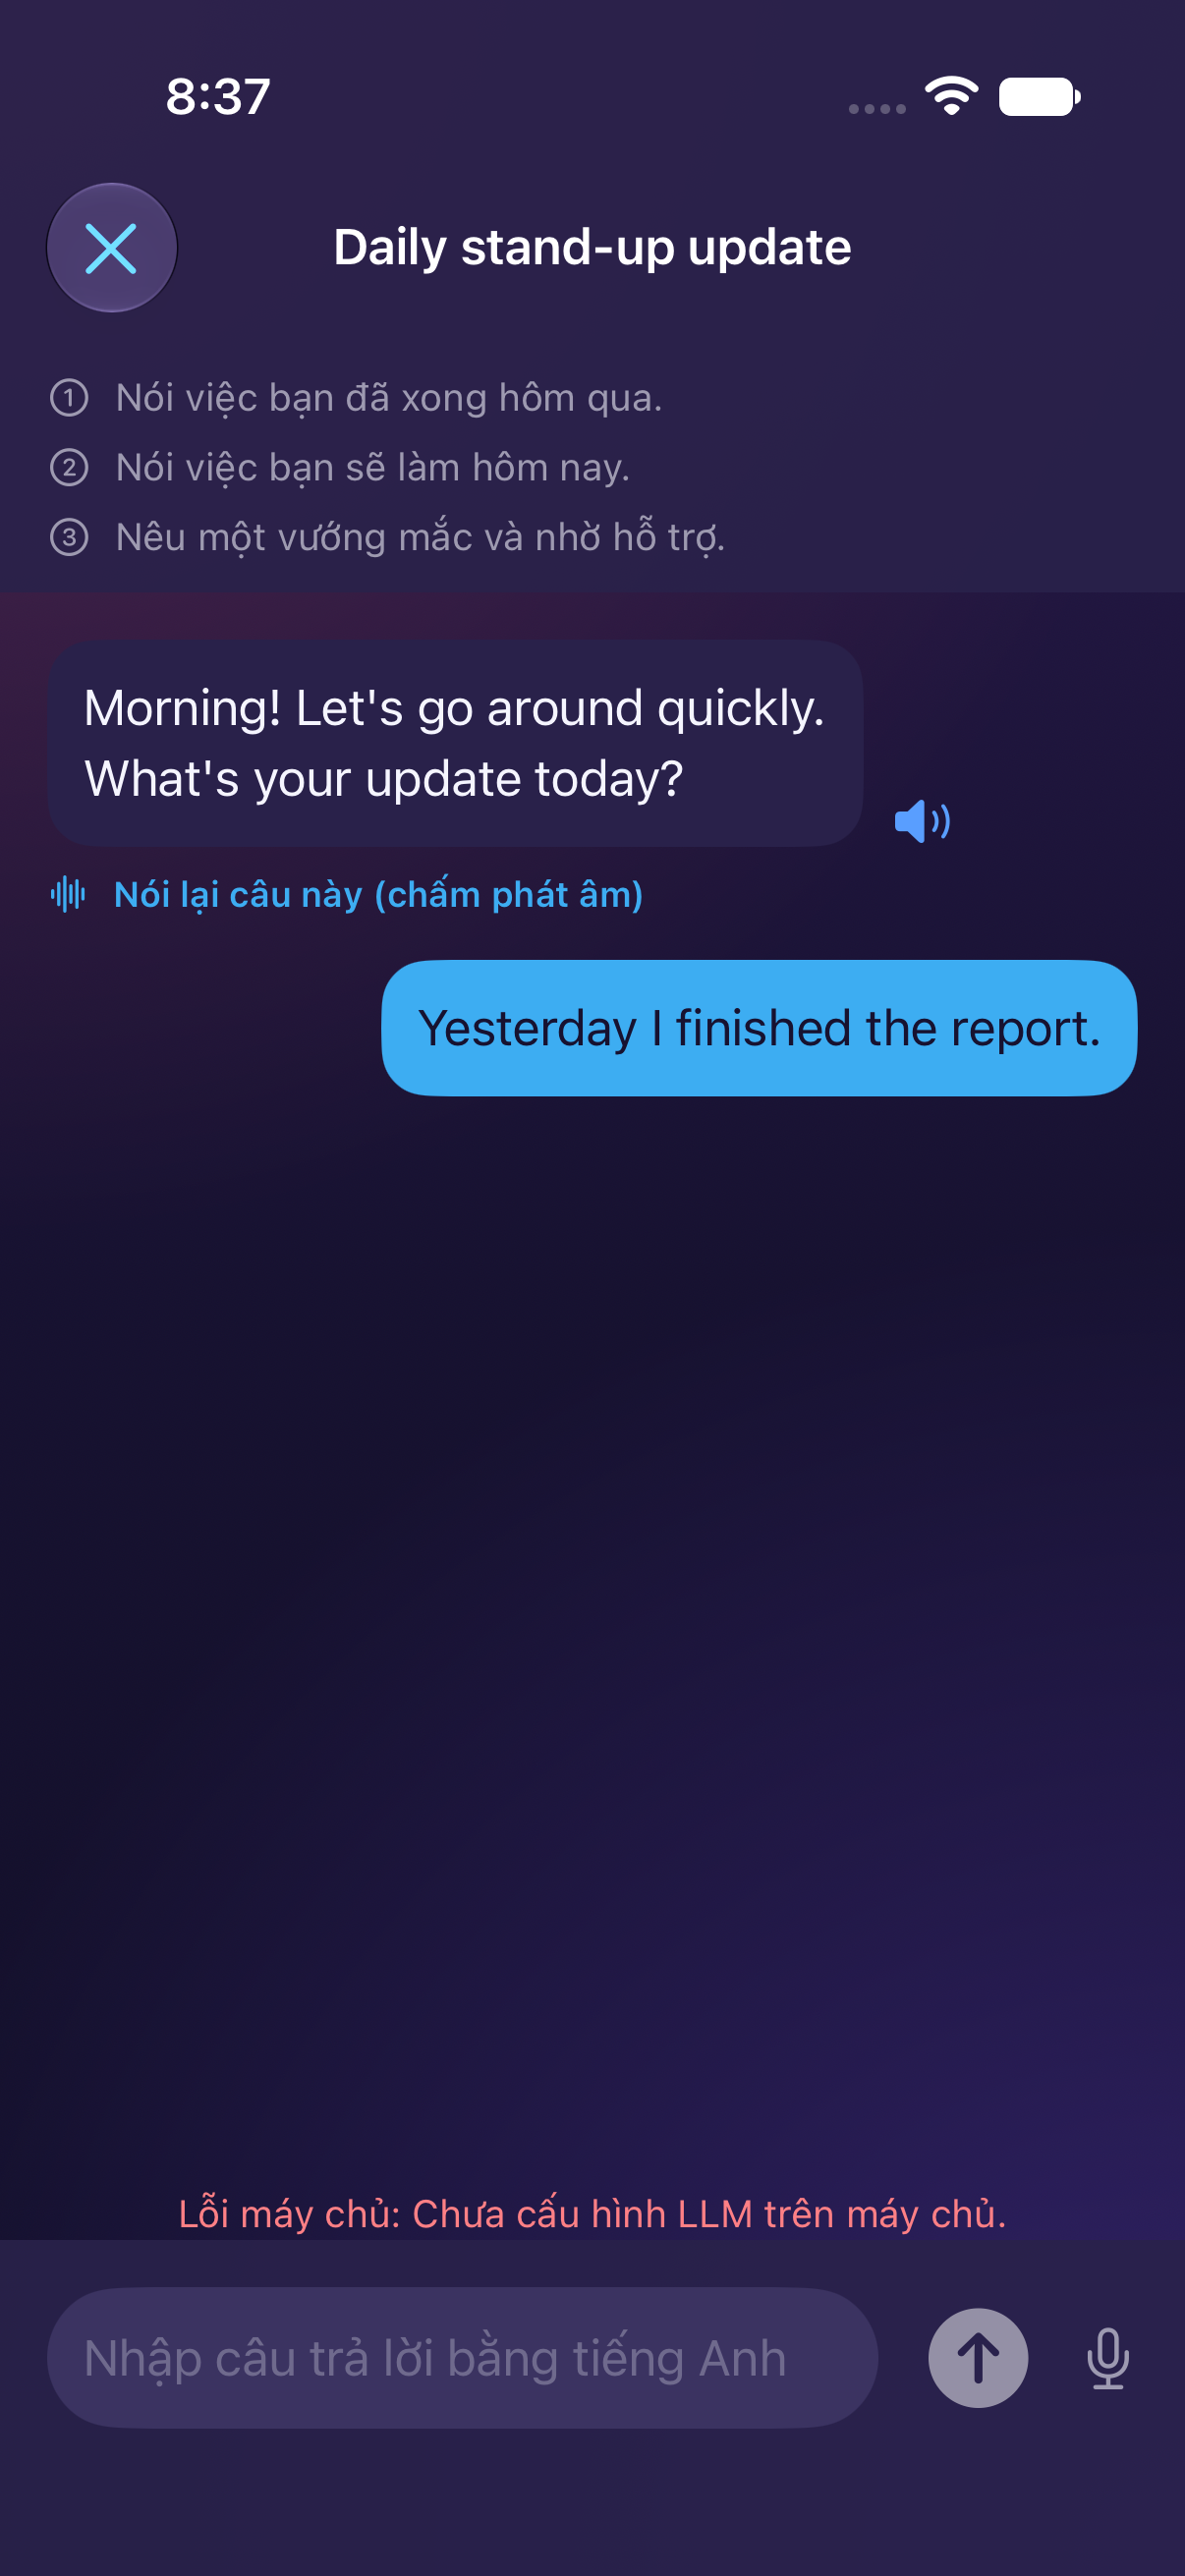 8:37
Daily stand-up update
1 Nói việc bạn đã xong hôm qua.
2 Nói việc bạn sẽ làm hôm nay.
3 Nêu một vướng mắc và nhờ hỗ trợ.
Morning! Let's go around quickly.
What's your update today?
Nói lại câu này (chấm phát âm)
Yesterday I finished the report.
Lỗi máy chủ: Chưa cấu hình LLM trên máy chủ.
Nhập câu trả lời bằng tiếng Anh